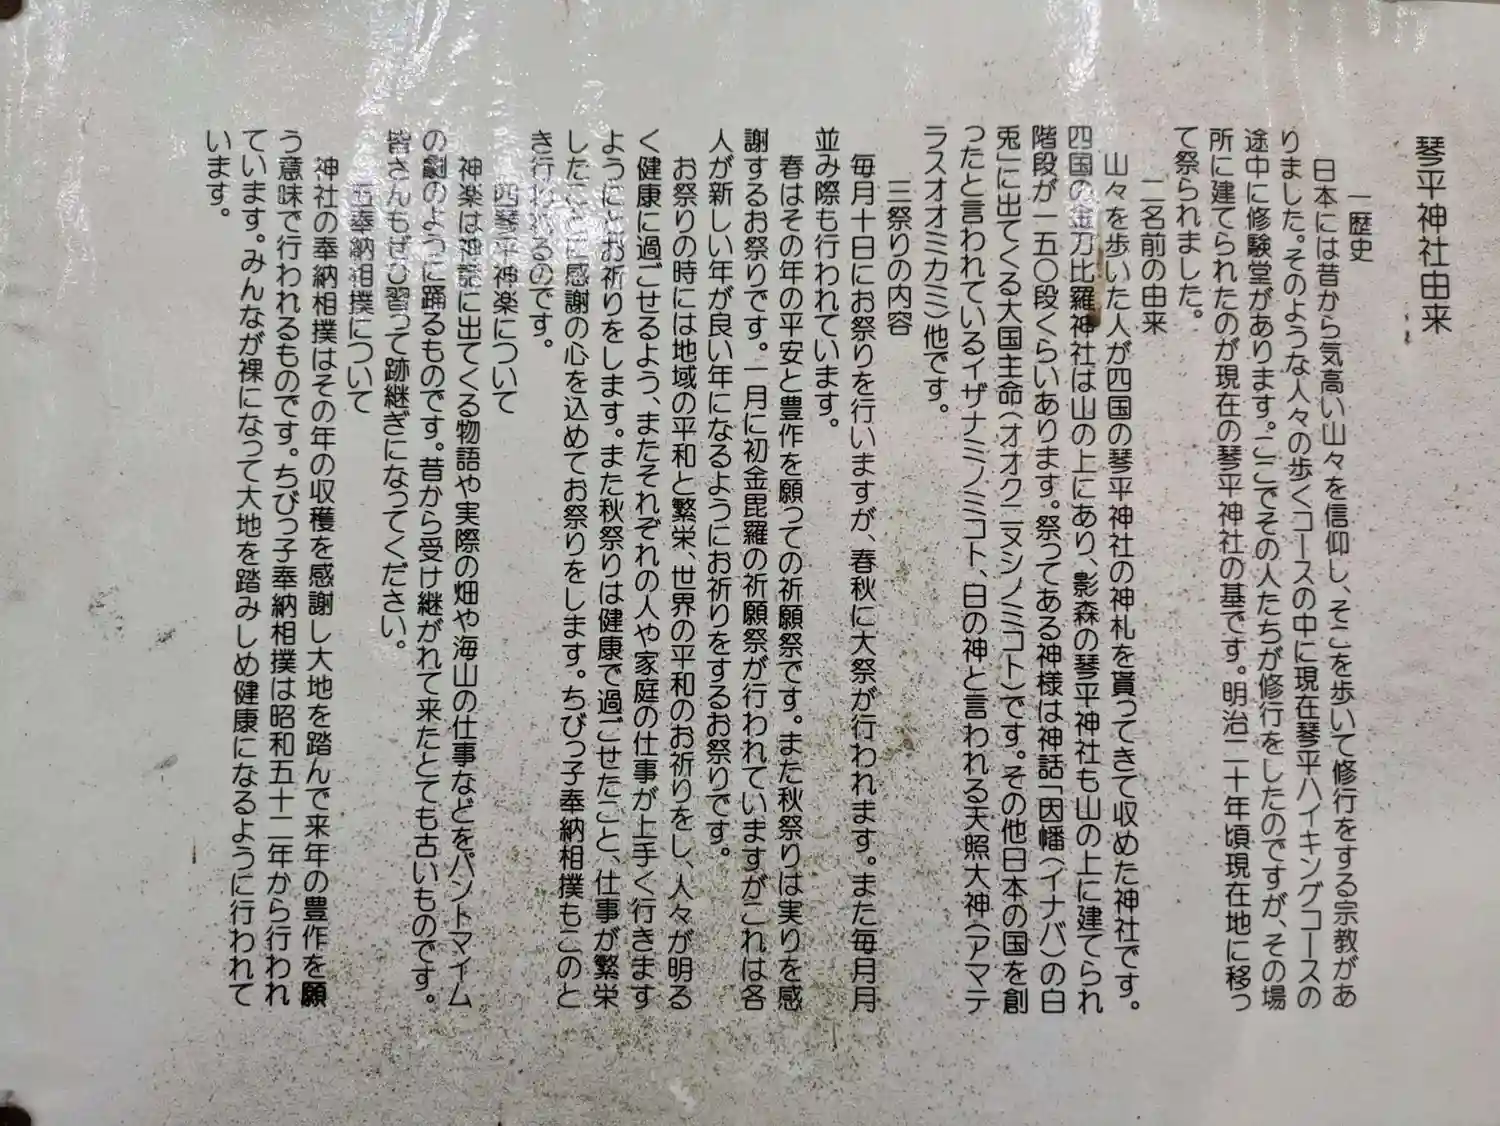 琴平神社由来
一歴史
日本には昔から気高い山々を信仰し、そこを歩いて修行をする宗教があ
りました。そのような人々の歩くコースの中に現在琴平ハイキングコースの
途中に修験堂があります。ここでその人たちが修行をしたのですが、その場
所に建てられたのが現在の琴平神社の基です。明治二十年頃現在地に移っ
て祭られました。
二名前の由来
山々を歩いた人が四国の琴平神社の神札を貰ってきて収めた神社です。
四国の金刀比羅神社は山の上にあり、影森の琴平神社も山の上に建てられ
階段が一五〇段くらいあります。祭ってある神様は神話「因幡(イナバ)の白
兎」に出てくる大国主命(オオクニヌシノミコト)です。その他日本の国を創
ったと言われているイザナミノミコト、日の神と言われる天照大神(アマテ
ラスオオミカミ)他です。
三祭りの内容
毎月十日にお祭りを行いますが、春秋に大祭が行われます。また毎月月
並み際も行われています。
春はその年の平安と豊作を願っての祈願祭です。また秋祭りは実りを感
謝するお祭りです。一月に初金毘羅の祈願祭が行われていますがこれは各
人が新しい年が良い年になるようにお祈りをするお祭りです。
お祭りの時には地域の平和と繁栄、世界の平和のお祈りをし、人々が明る
く健康に過ごせるよう、またそれぞれの人や家庭の仕事が上手く行きます
ようにとお祈りをします。また秋祭りは健康で過ごせたこと、仕事が繁栄
したことに感謝の心を込めてお祭りをします。ちびっ子奉納相撲もこのと
き行われるのです。
四琴平神楽について
神楽は神話に出てくる物語や実際の畑や海山の仕事などをパントマイム
の劇のように踊るものです。昔から受け継がれて来たとても古いものです。
皆さんもぜひ習って跡継ぎになってください。
五奉納相撲について
神社の奉納相撲はその年の収穫を感謝し大地を踏んで来年の豊作を願
う意味で行われるものです。ちびっ子奉納相撲は昭和五十二年から行われ
ています。みんなが裸になって大地を踏みしめ健康になるように行われて
います。